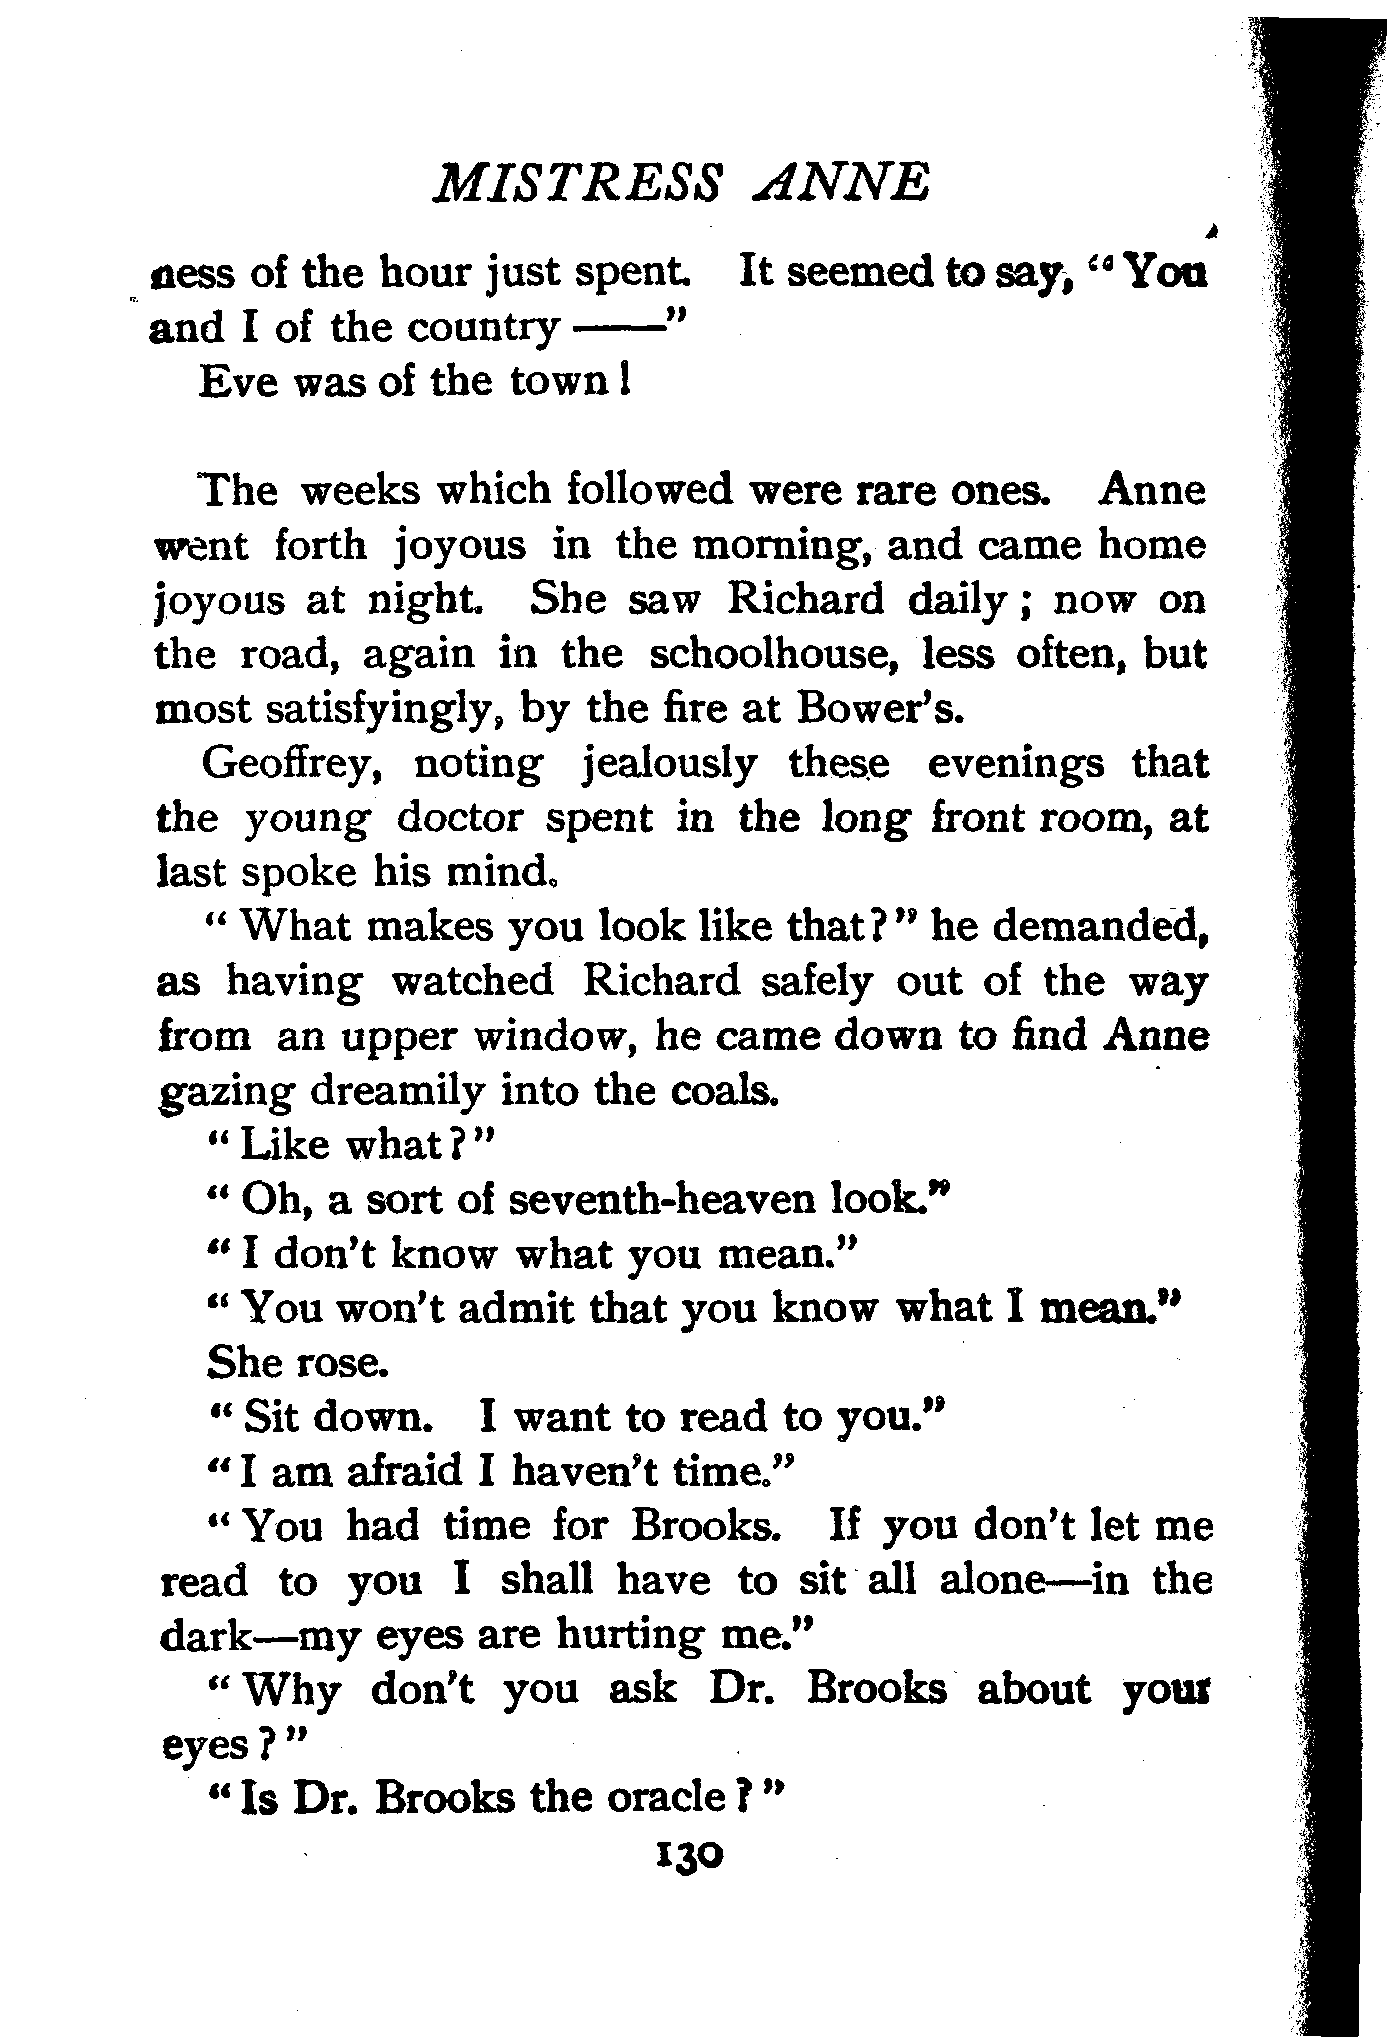 MISTRESS ANNE
ness of the hour just spent. It seemed to say, "You
and I of the country ——"
Eve was of the town!
The weeks which followed were rare ones. Anne
went forth joyous in the morning, and came home
joyous at night. She saw Richard daily; now on
the road, again in the schoolhouse, less often, but
most satisfyingly, by the fire at Bower's.
Geoffrey, noting jealously these evenings that
the young doctor spent in the long front room, at
last spoke his mind.
"What makes you look like that?" he demanded,
as having watched Richard safely out of the way
from an upper window, he came down to find Anne
gazing dreamily into the coals.
"Like what?"
"Oh, a sort of seventh-heaven look."
"I don't know what you mean."
"You won't admit that you know what I mean."
She rose.
"Sit down. I want to read to you."
"I am afraid I haven't time."
"You had time for Brooks. If you don't let me
read to you I shall have to sit all alone—in the
dark—my eyes are hurting me."
"Why don't you ask Dr. Brooks about your
eyes?"
"Is Dr. Brooks the oracle?"
130